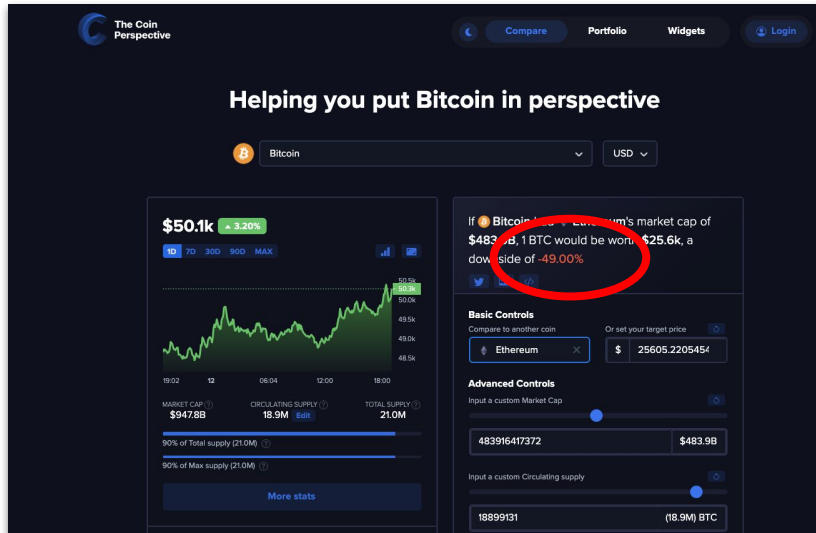 The Coin
Perspective
Compare
Portfolio
Widgets
Login
Helping you put Bitcoin in perspective
Bitcoin
USD
$50.1k
3.20%
1D 7D 30D 90D MAX
50.5k
50.3k
50.0k
49.5k
49.0k
48.5k
19:02 12 06:04 12:00 18:00
MARKET CAP ? CIRCULATING SUPPLY ? TOTAL SUPPLY ?
$947.8B 18.9M Edit 21.0M
90% of Total supply (21.0M) ?
90% of Max supply (21.0M) ?
More stats
If Bitcoin Ethereum's market cap of
B, 1 BTC would be worth $25.6k, a
downside of -49.00%
Basic Controls
Compare to another coin
Or set your target price
Ethereum
$ 25605.2205454
Advanced Controls
Input a custom Market Cap
483916417372 $483.9B
Input a custom Circulating supply
18899131 (18.9M) BTC